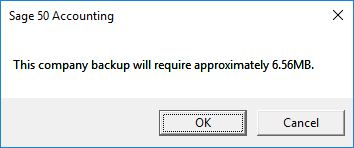 Sage 50 Accounting
This company backup will require approximately 6.56MB.
OK
Cancel